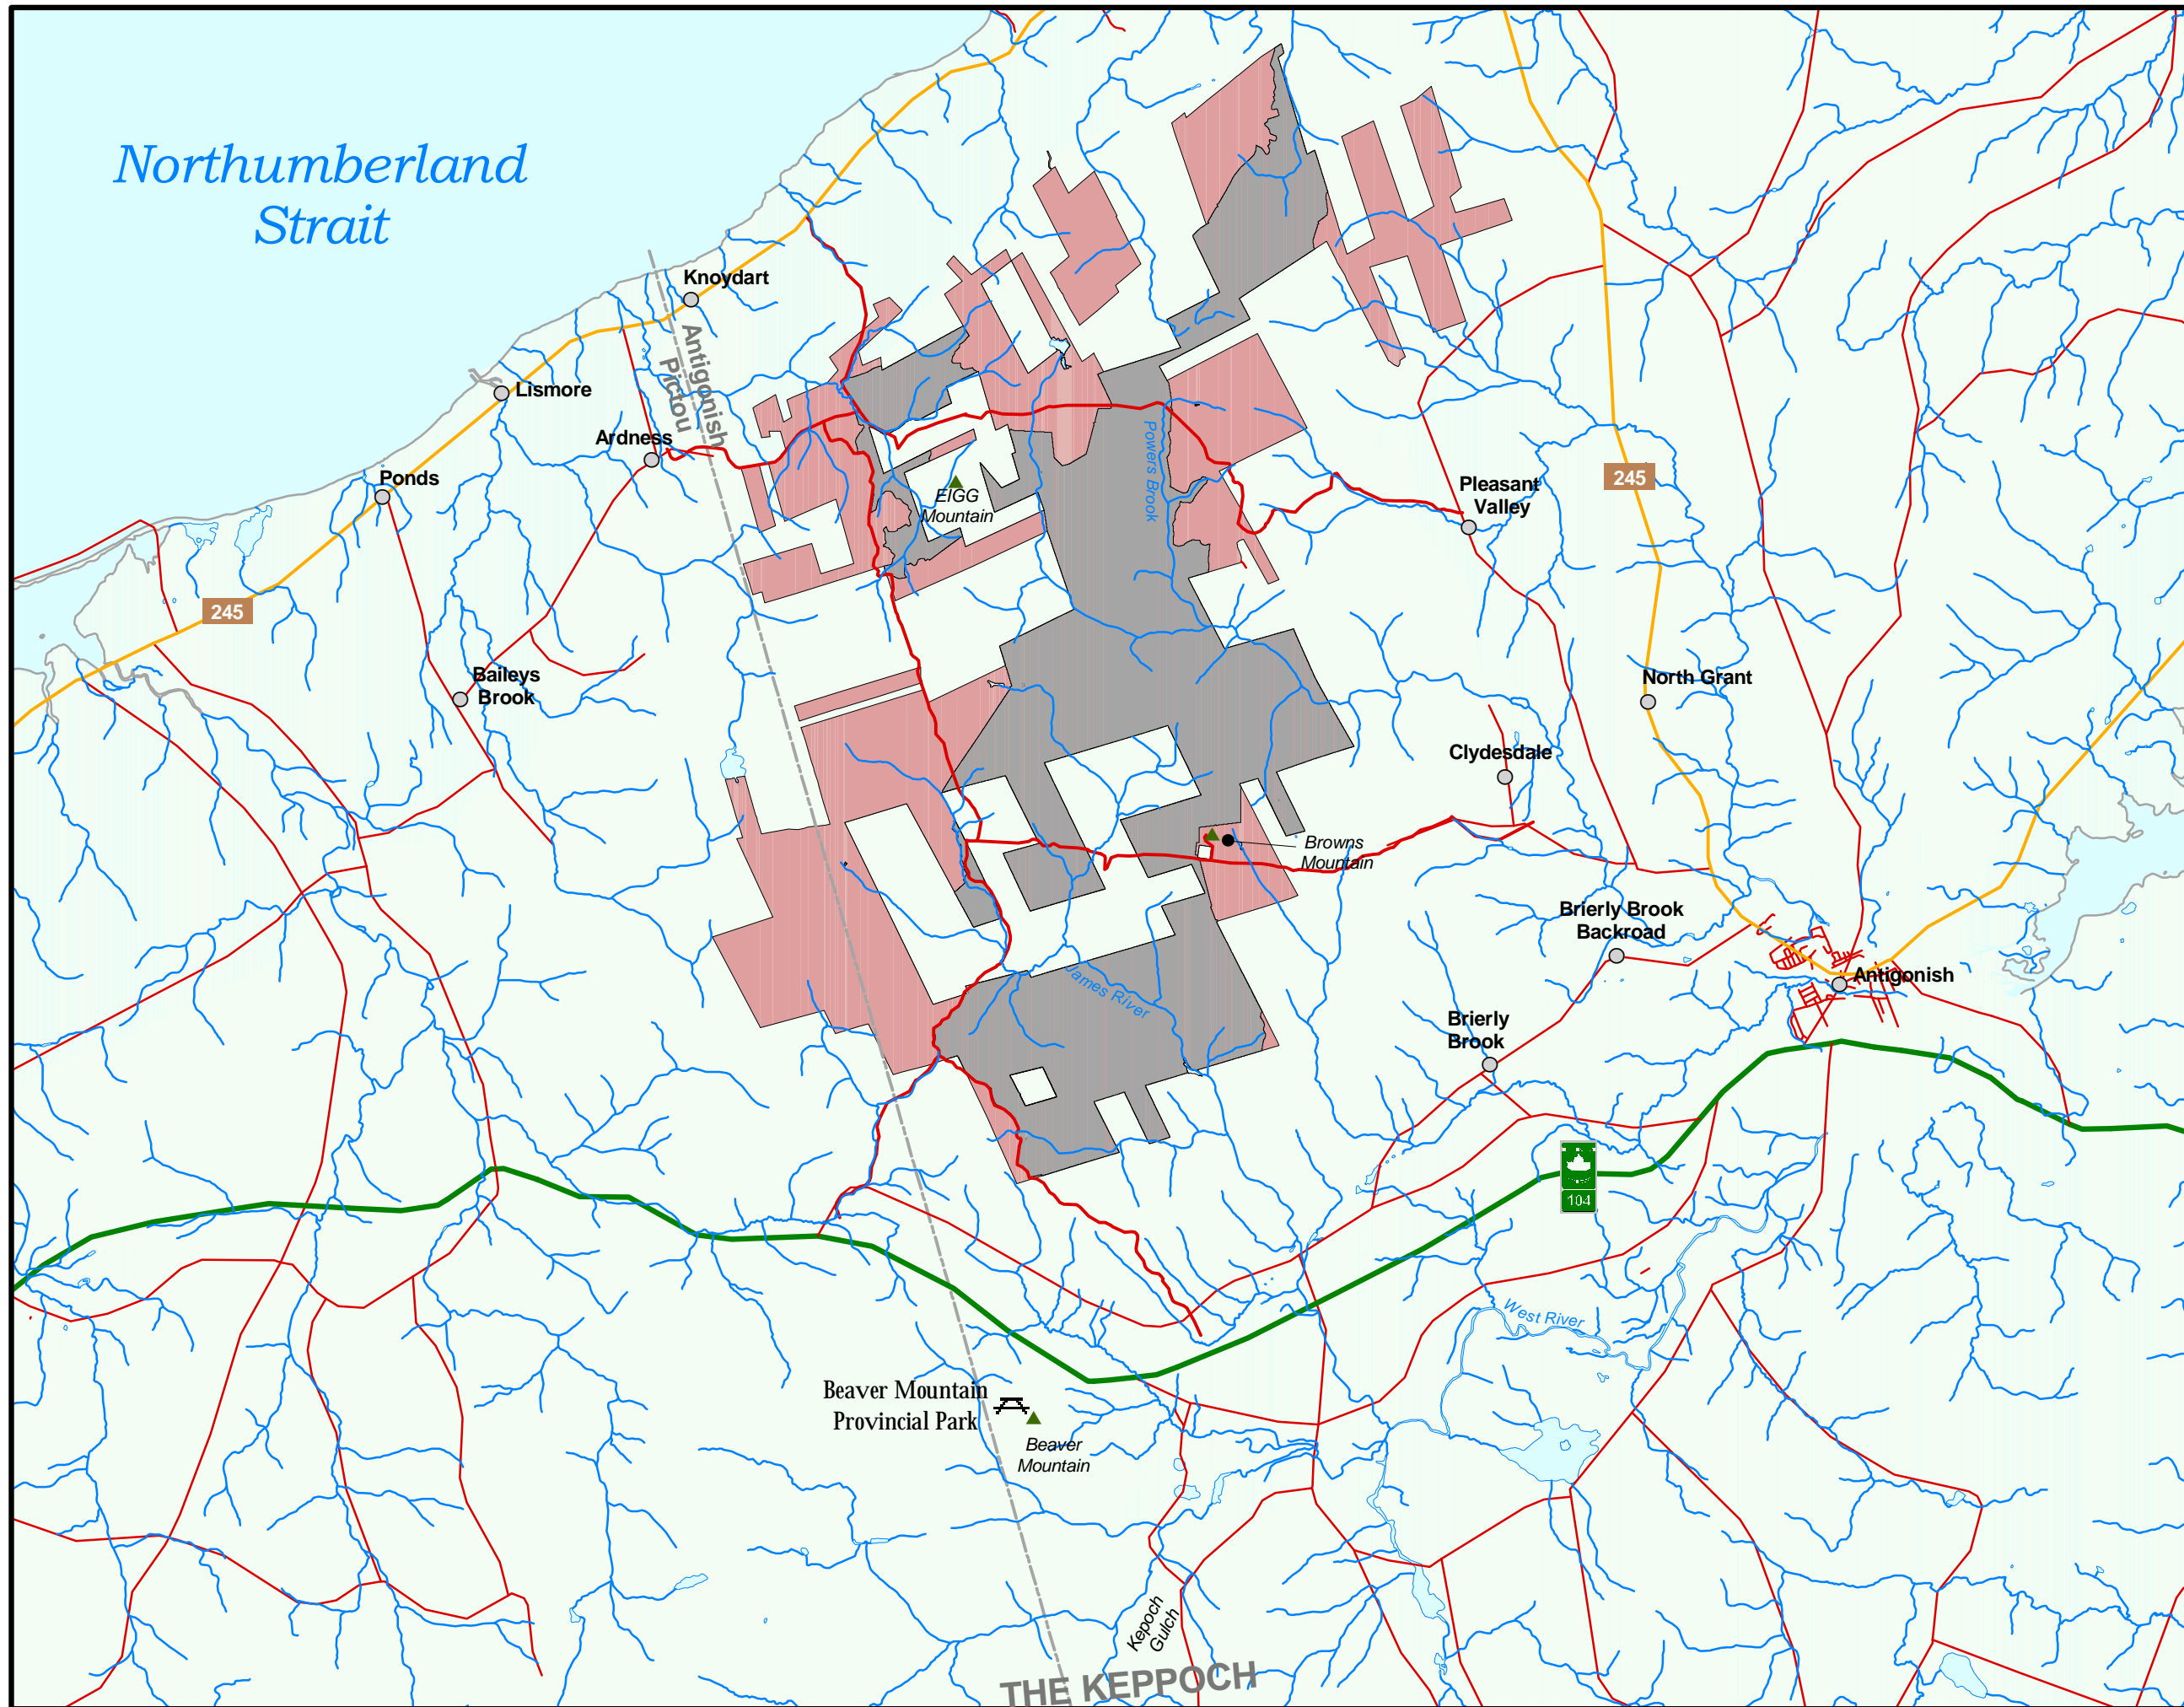 Northumberland
Strait
Knoydart
Antigonish
Pictou
Lismore
Ardness
Ponds
EIGG
Mountain
Powers Brook
Pleasant
Valley
245
245
Baileys
Brook
North Grant
Clydesdale
Browns
Mountain
Brierly Brook
Backroad
Antigonish
James River
Brierly
Brook
104
West River
Beaver Mountain
Provincial Park
Beaver
Mountain
Kepoch
Gulch
THE KEPPOCH